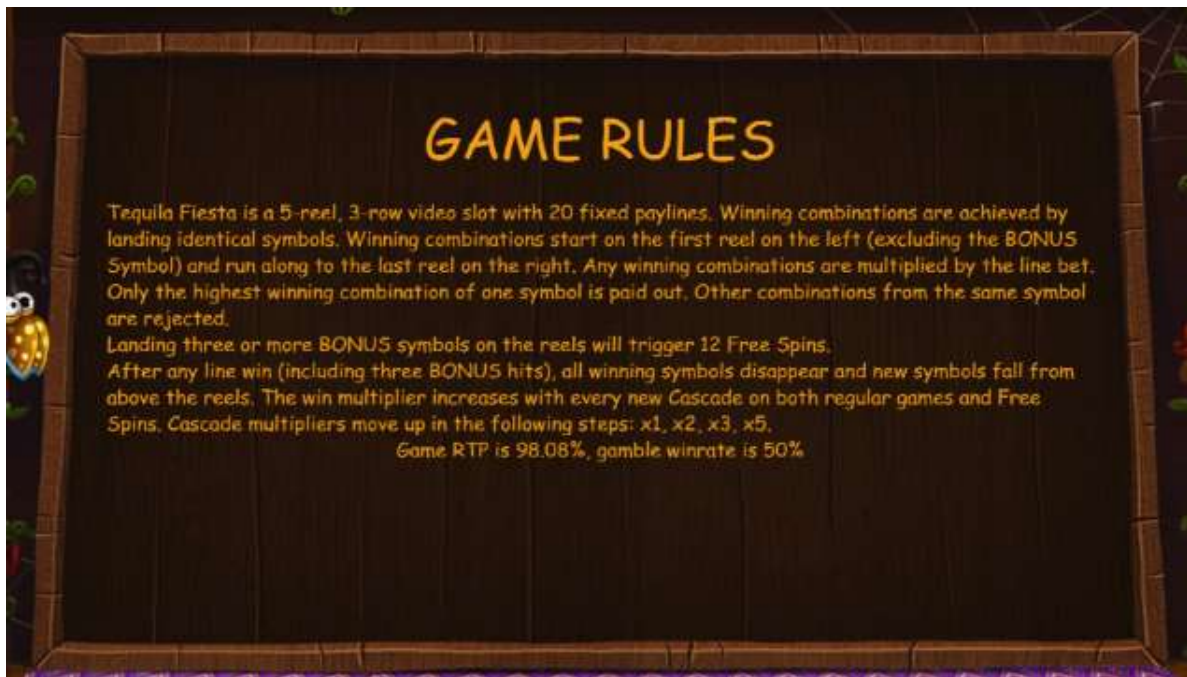 GAME RULES
Tequila Fiesta is a 5-reel, 3-row video slot with 20 fixed paylines. Winning combinations are achieved by
landing identical symbols. Winning combinations start on the first reel on the left (excluding the BONUS
Symbol) and run along to the last reel on the right. Any winning combinations are multiplied by the line bet.
Only the highest winning combination of one symbol is paid out. Other combinations from the same symbol
are rejected.
Landing three or more BONUS symbols on the reels will trigger 12 Free Spins.
After any line win (including three BONUS hits), all winning symbols disappear and new symbols fall from
above the reels. The win multiplier increases with every new Cascade on both regular games and Free
Spins. Cascade multipliers move up in the following steps: x1, x2, x3, x5.
Game RTP is 98.08%, gamble winrate is 50%